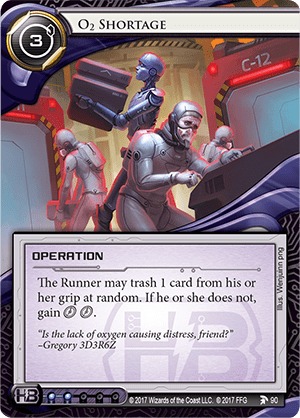 O₂ Shortage
3
C-12
OPERATION
The Runner may trash 1 card from his or
her grip at random. If he or she does not,
gain
“Is the lack of oxygen causing distress, friend?”
–Gregory 3D3R6Z
Illus. Wenjuinn png
HB
© 2017 Wizards of the Coast LLC. © 2017 FFG
90